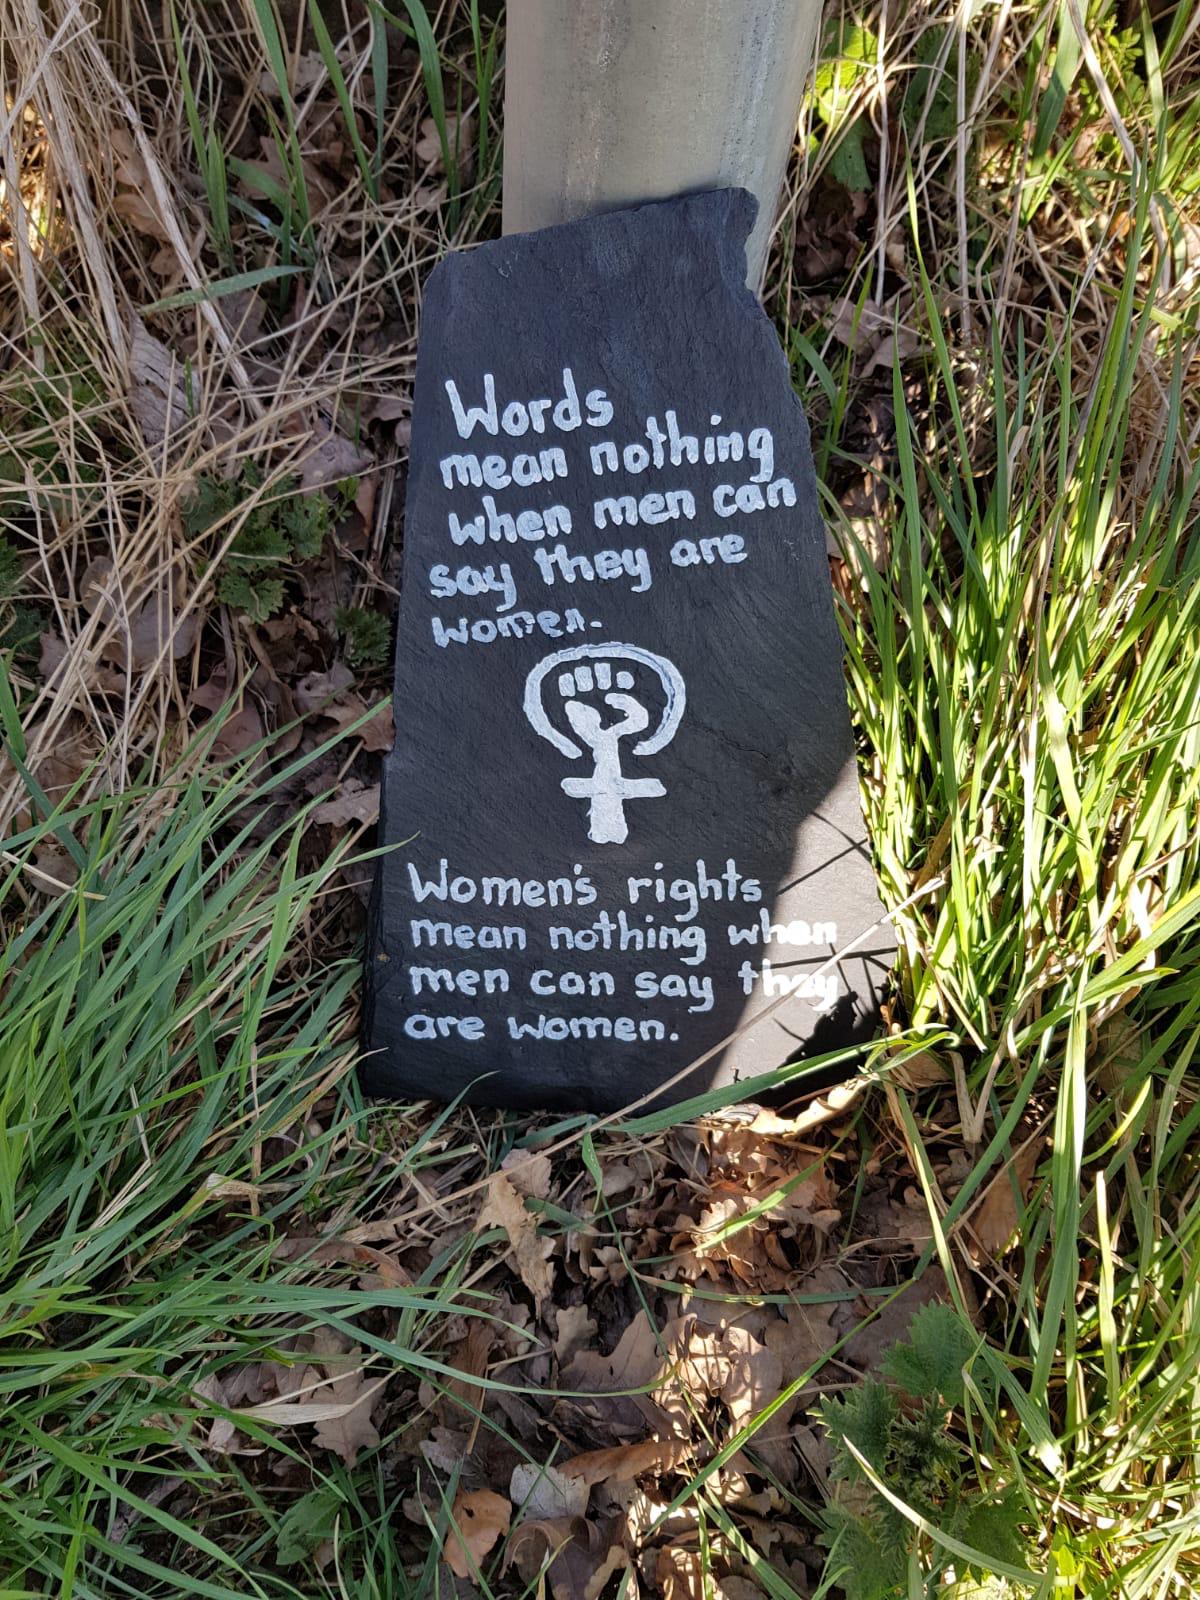 Words
mean nothing
when men can
say they are
women.
Women's rights
mean nothing when
men can say they
are women.